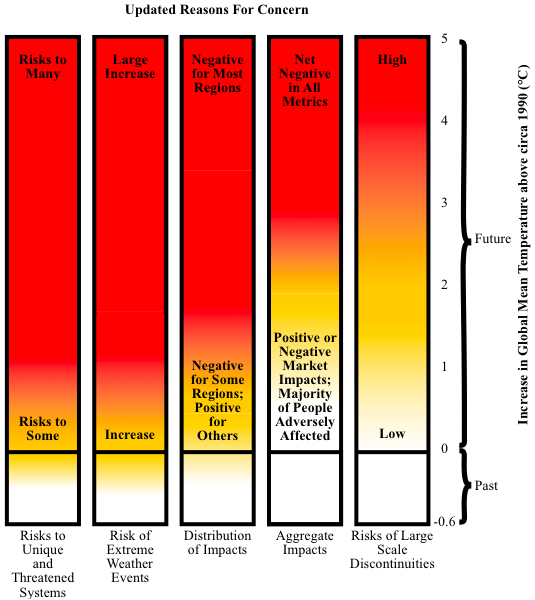 Updated Reasons For Concern
Risks to
Many
Large
Increase
Negative
for Most
Regions
Net
Negative
in All
Metrics
High
Risks to
Some
Increase
Negative
for Some
Regions;
Positive
for
Others
Positive or
Negative
Market
Impacts;
Majority
of People
Adversely
Affected
Low
5
4
3
2
1
0
-0.6
Future
Past
Increase in Global Mean Temperature above circa 1990 (°C)
Risks to
Unique
and
Threatened
Systems
Risk of
Extreme
Weather
Events
Distribution
of Impacts
Aggregate
Impacts
Risks of Large
Scale
Discontinuities